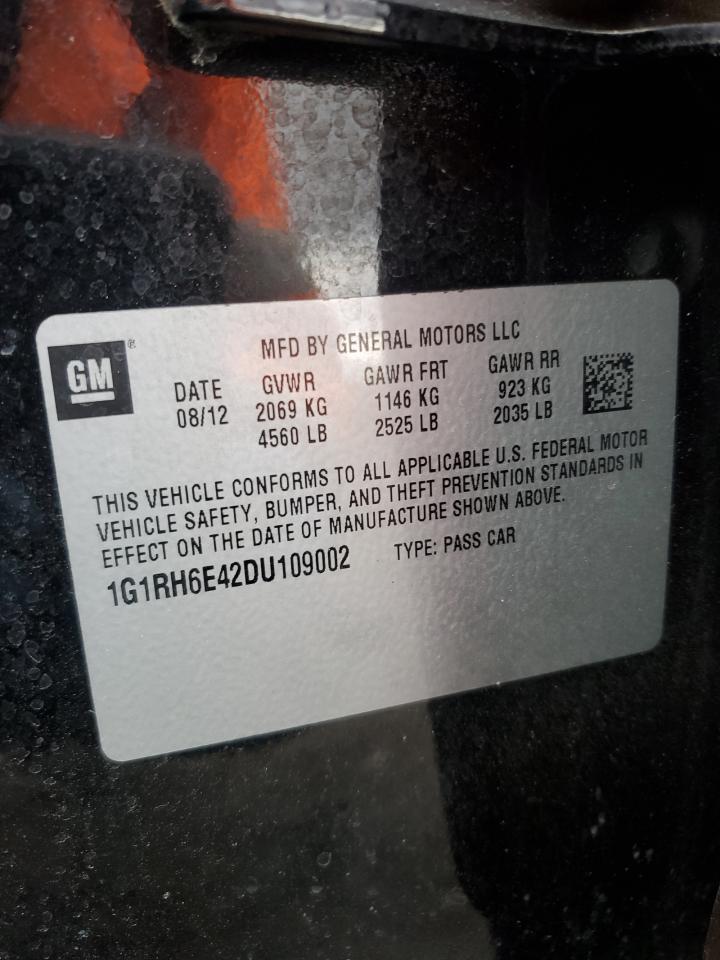 GM®
MFD BY GENERAL MOTORS LLC
DATE GVWR GAWR FRT GAWR RR
08/12 2069 KG 1146 KG 923 KG
4560 LB 2525 LB 2035 LB
THIS VEHICLE CONFORMS TO ALL APPLICABLE U.S. FEDERAL MOTOR
VEHICLE SAFETY, BUMPER, AND THEFT PREVENTION STANDARDS IN
EFFECT ON THE DATE OF MANUFACTURE SHOWN ABOVE.
1G1RH6E42DU109002 TYPE: PASS CAR